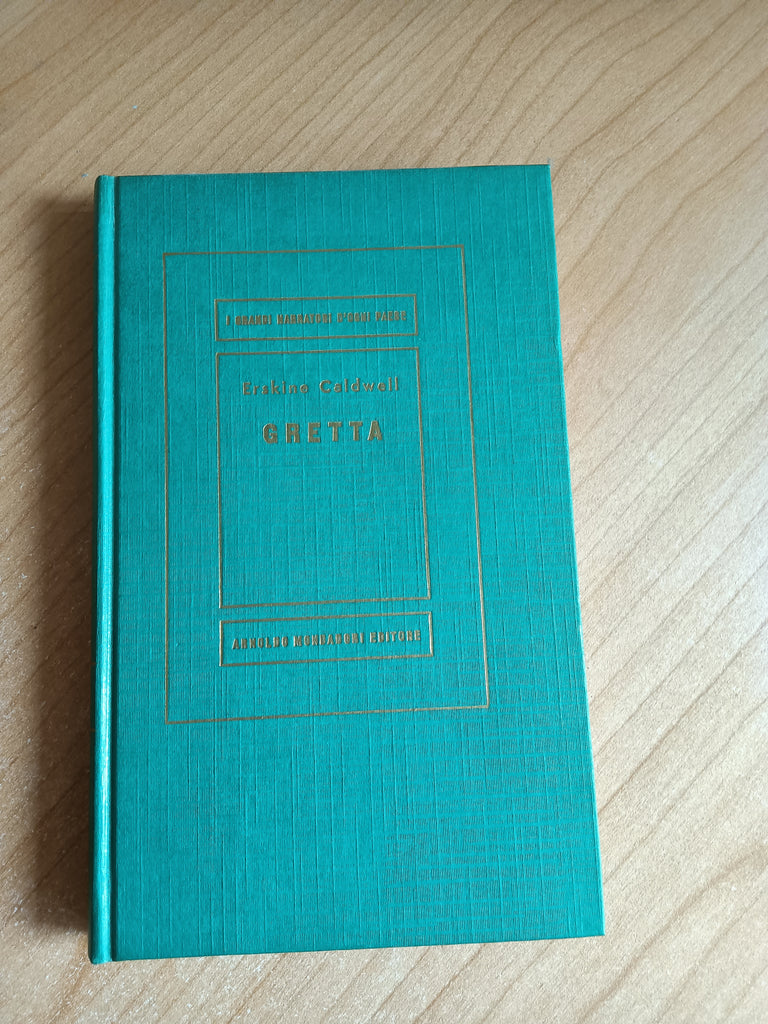 I GRANDI NARRATORI D'OGNI PAESE
Erskine Caldwell
GRETTA
ARNOLDO MONDADORI EDITORE